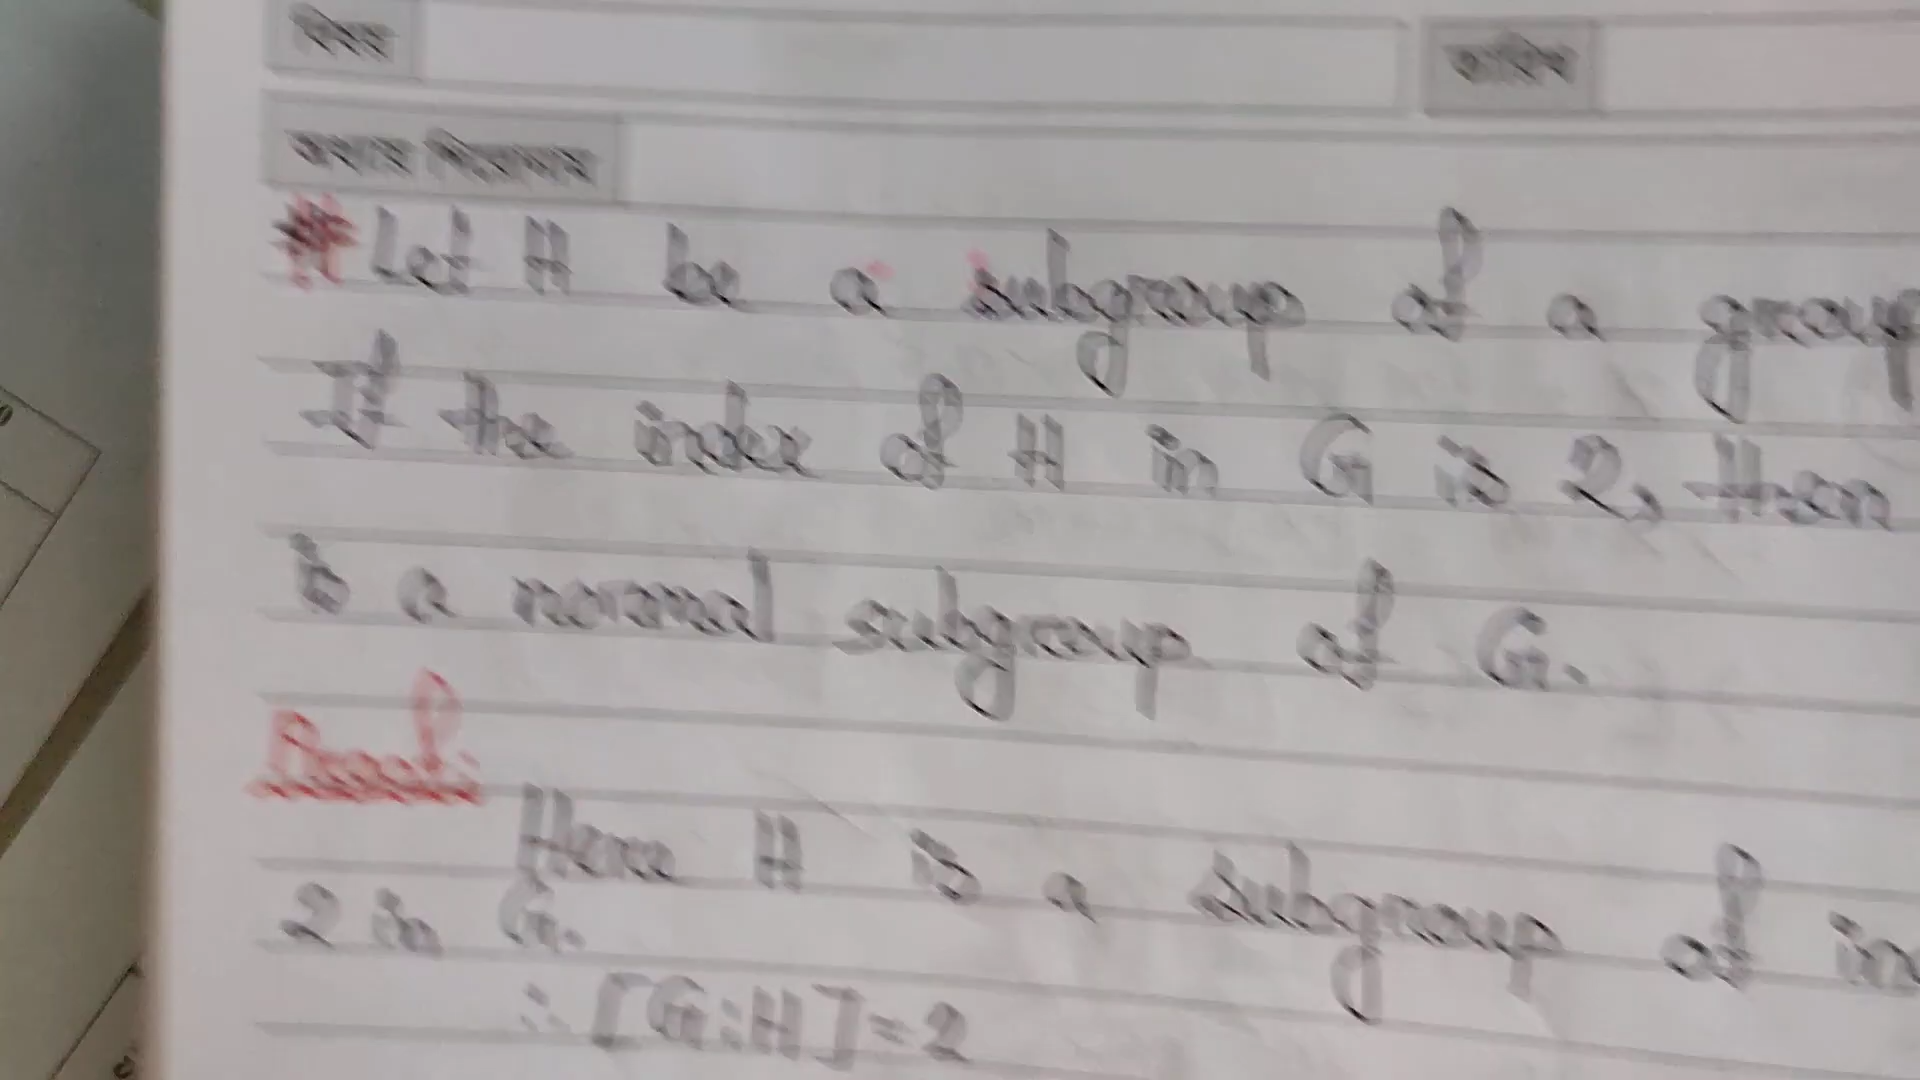 বিষয়
তারিখ
Let H be a subgroup of a group
If the index of H in G is 2, then
is a normal subgroup of G.
Proof:
Here H is a subgroup of in
2 in G.
∴ [G:H] = 2